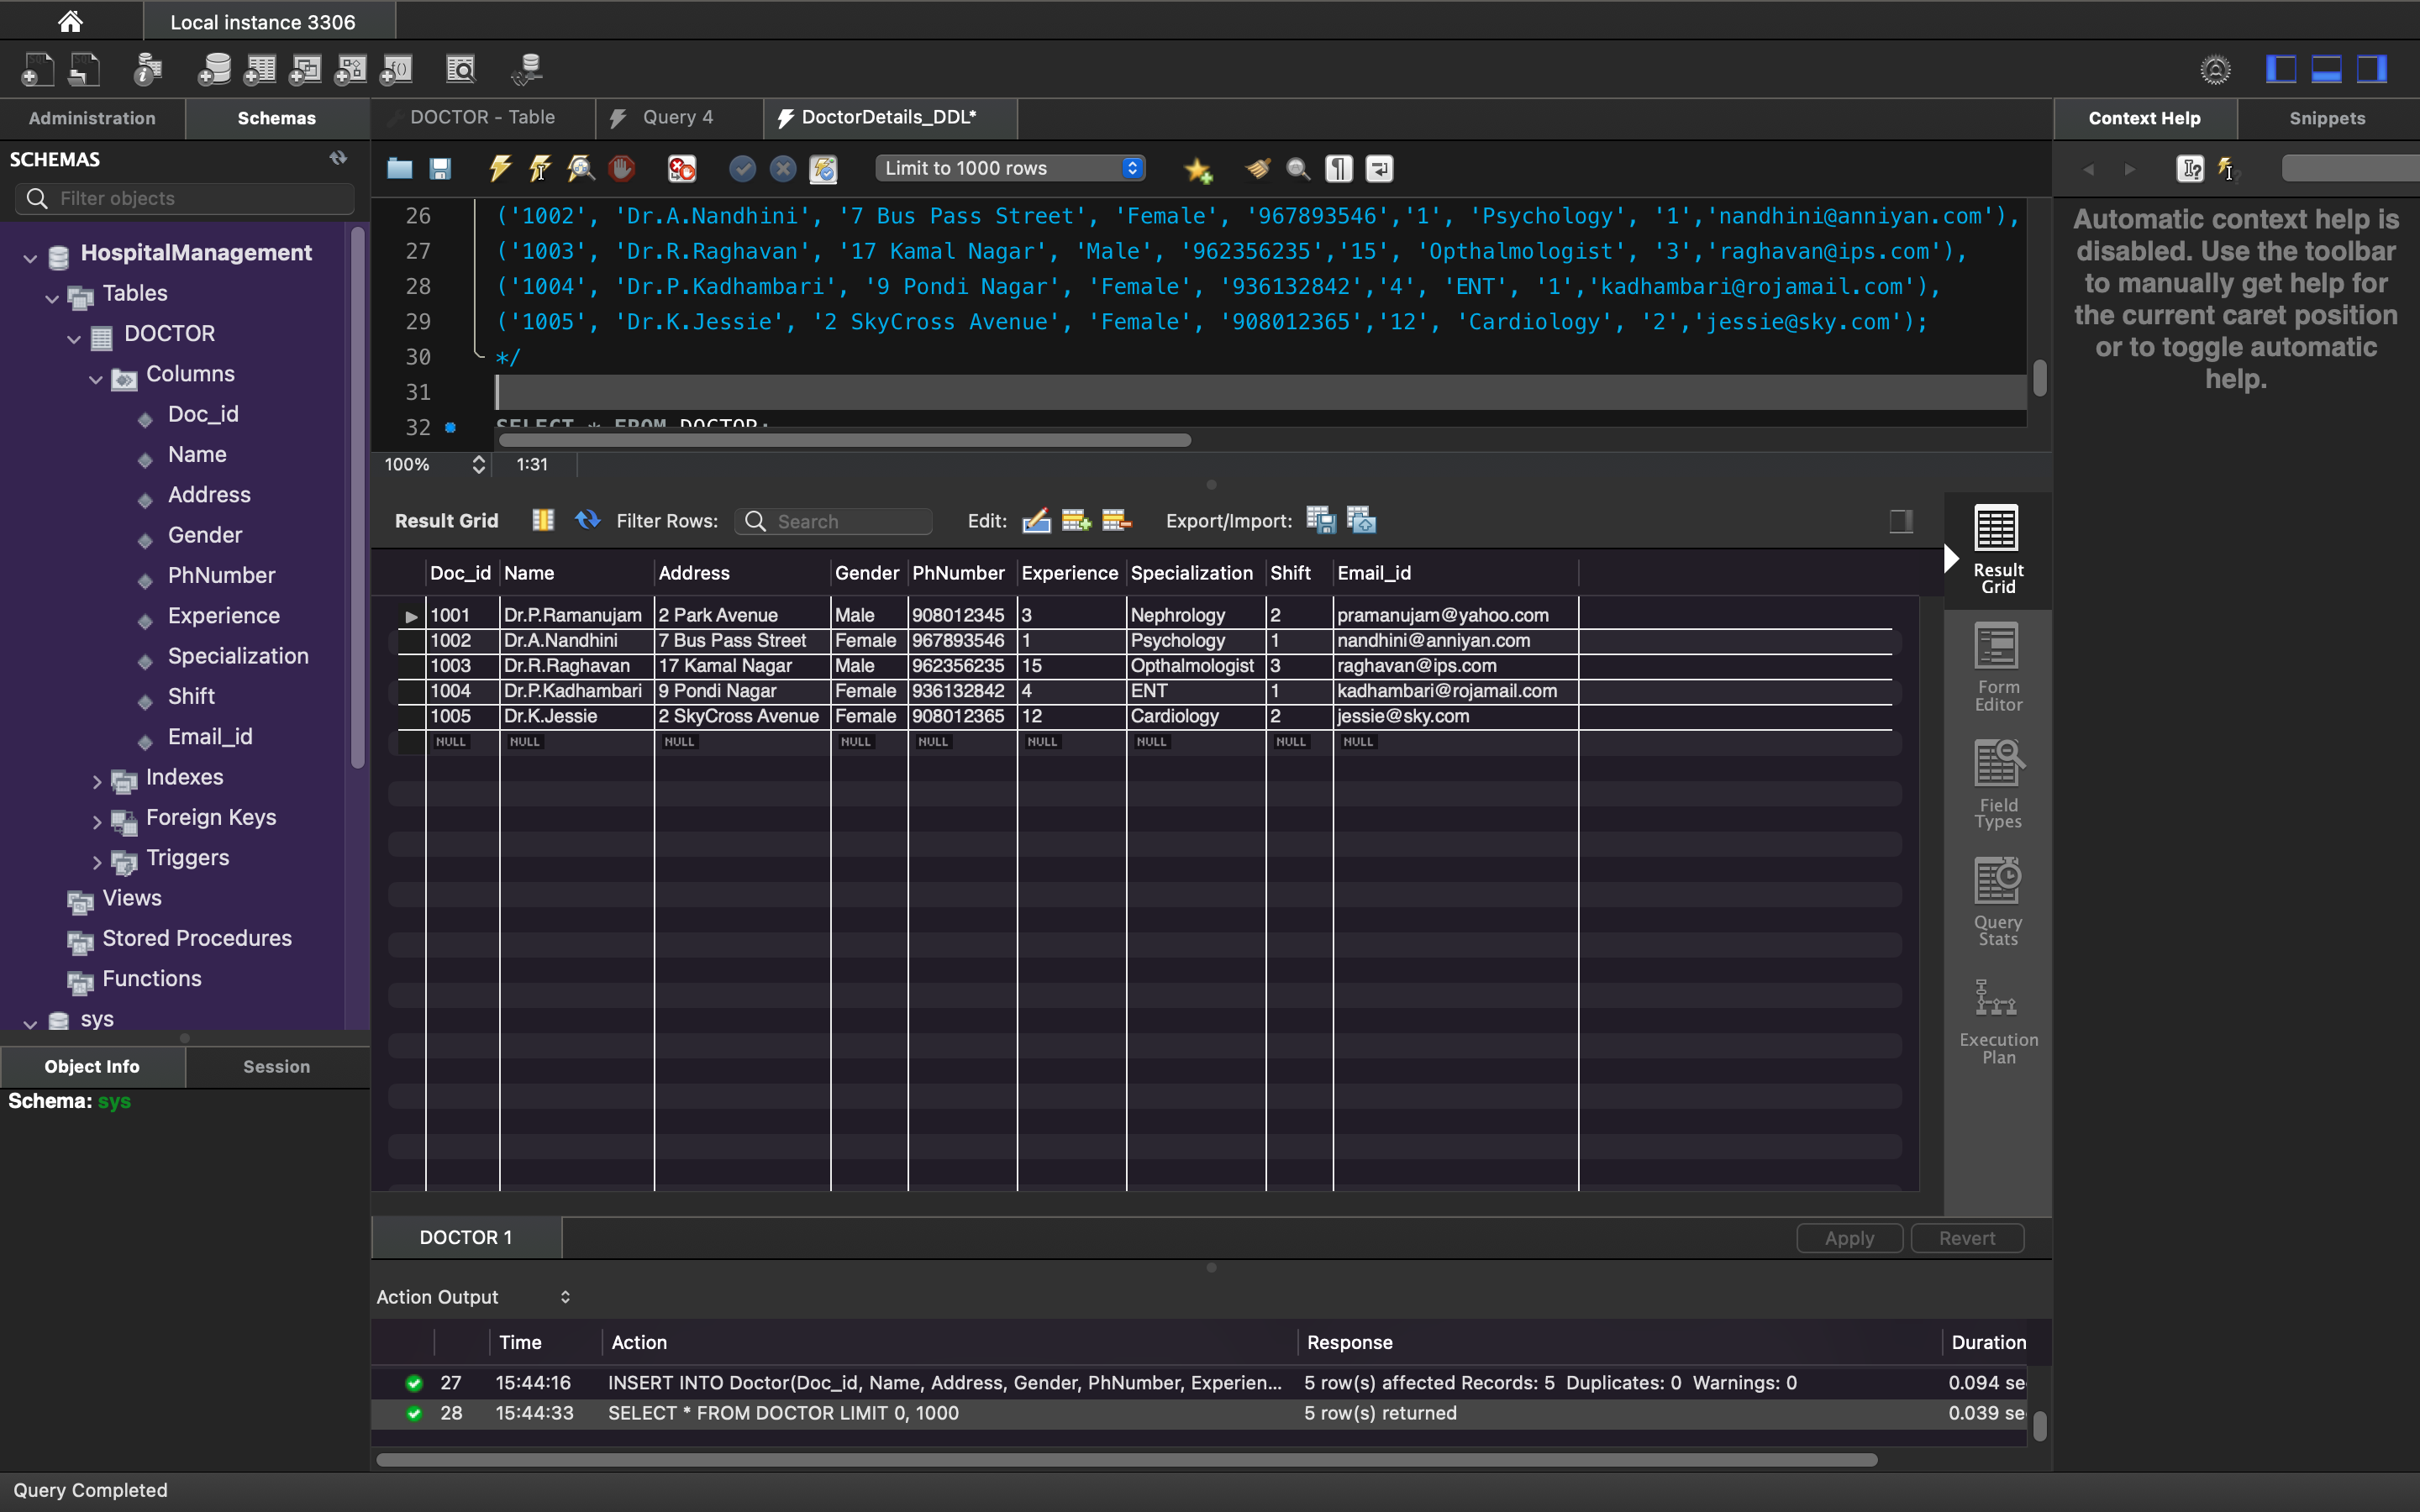 Local instance 3306
Administration
Schemas
DOCTOR - Table
Query 4
DoctorDetails_DDL*
Context Help
Snippets
SCHEMAS
Filter objects
Limit to 1000 rows
HospitalManagement
Tables
DOCTOR
Columns
Doc_id
Name
Address
Gender
PhNumber
Experience
Specialization
Shift
Email_id
Indexes
Foreign Keys
Triggers
Views
Stored Procedures
Functions
sys
Object Info
Session
Schema: sys
26 ('1002', 'Dr.A.Nandhini', '7 Bus Pass Street', 'Female', '967893546','1', 'Psychology', '1','nandhini@anniyan.com'),
27 ('1003', 'Dr.R.Raghavan', '17 Kamal Nagar', 'Male', '962356235','15', 'Opthalmologist', '3','raghavan@ips.com'),
28 ('1004', 'Dr.P.Kadhambari', '9 Pondi Nagar', 'Female', '936132842','4', 'ENT', '1','kadhambari@rojamail.com'),
29 ('1005', 'Dr.K.Jessie', '2 SkyCross Avenue', 'Female', '908012365','12', 'Cardiology', '2','jessie@sky.com');
30 */
31
32 SELECT * FROM DOCTOR;
100% 1:31
Automatic context help is
disabled. Use the toolbar
to manually get help for
the current caret position
or to toggle automatic
help.
Result Grid Filter Rows: Search Edit: Export/Import:
Doc_id Name Address Gender PhNumber Experience Specialization Shift Email_id
1001 Dr.P.Ramanujam 2 Park Avenue Male 908012345 3 Nephrology 2 pramanujam@yahoo.com
1002 Dr.A.Nandhini 7 Bus Pass Street Female 967893546 1 Psychology 1 nandhini@anniyan.com
1003 Dr.R.Raghavan 17 Kamal Nagar Male 962356235 15 Opthalmologist 3 raghavan@ips.com
1004 Dr.P.Kadhambari 9 Pondi Nagar Female 936132842 4 ENT 1 kadhambari@rojamail.com
1005 Dr.K.Jessie 2 SkyCross Avenue Female 908012365 12 Cardiology 2 jessie@sky.com
NULL NULL NULL NULL NULL NULL NULL NULL NULL
Result
Grid
Form
Editor
Field
Types
Query
Stats
Execution
Plan
DOCTOR 1
Apply
Revert
Action Output
Time Action Response Duration
27 15:44:16 INSERT INTO Doctor(Doc_id, Name, Address, Gender, PhNumber, Experien... 5 row(s) affected Records: 5 Duplicates: 0 Warnings: 0 0.094 se
28 15:44:33 SELECT * FROM DOCTOR LIMIT 0, 1000 5 row(s) returned 0.039 se
Query Completed